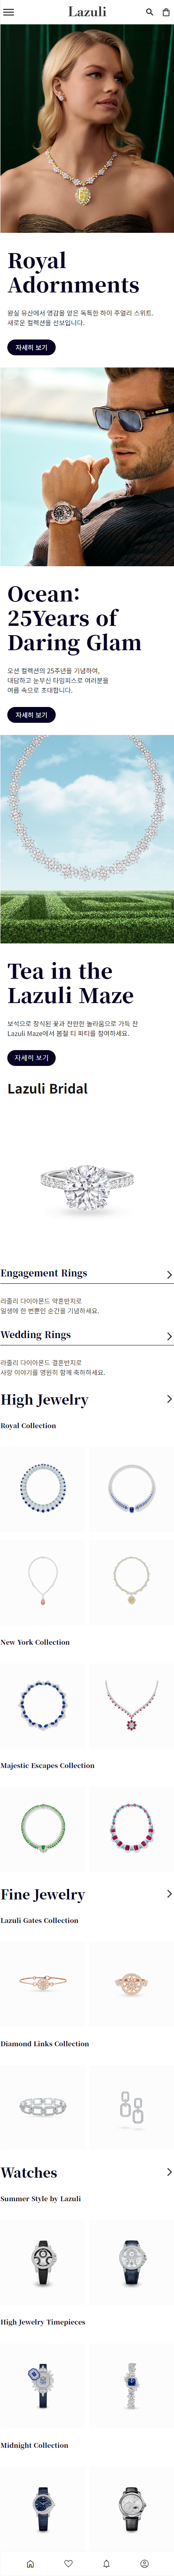 Lazuli
Royal
Adornments
왕실 유산에서 영감을 얻은 독특한 하이 주얼리 스위트.
새로운 컬렉션을 선보입니다.
자세히 보기
Ocean:
25Years of
Daring Glam
오션 컬렉션의 25주년을 기념하여,
대담하고 눈부신 타임피스로 여러분을
여름 속으로 초대합니다.
자세히 보기
Tea in the
Lazuli Maze
보석으로 장식된 꽃과 찬란한 놀라움으로 가득 찬
Lazuli Maze에서 봄철 티 파티를 참여하세요.
자세히 보기
Lazuli Bridal
Engagement Rings
라줄리 다이아몬드 약혼반지로
일생에 한 번뿐인 순간을 기념하세요.
Wedding Rings
라줄리 다이아몬드 결혼반지로
사랑 이야기를 영원히 함께 축하하세요.
High Jewelry
Royal Collection
New York Collection
Majestic Escapes Collection
Fine Jewelry
Lazuli Gates Collection
Diamond Links Collection
Watches
Summer Style by Lazuli
High Jewelry Timepieces
Midnight Collection